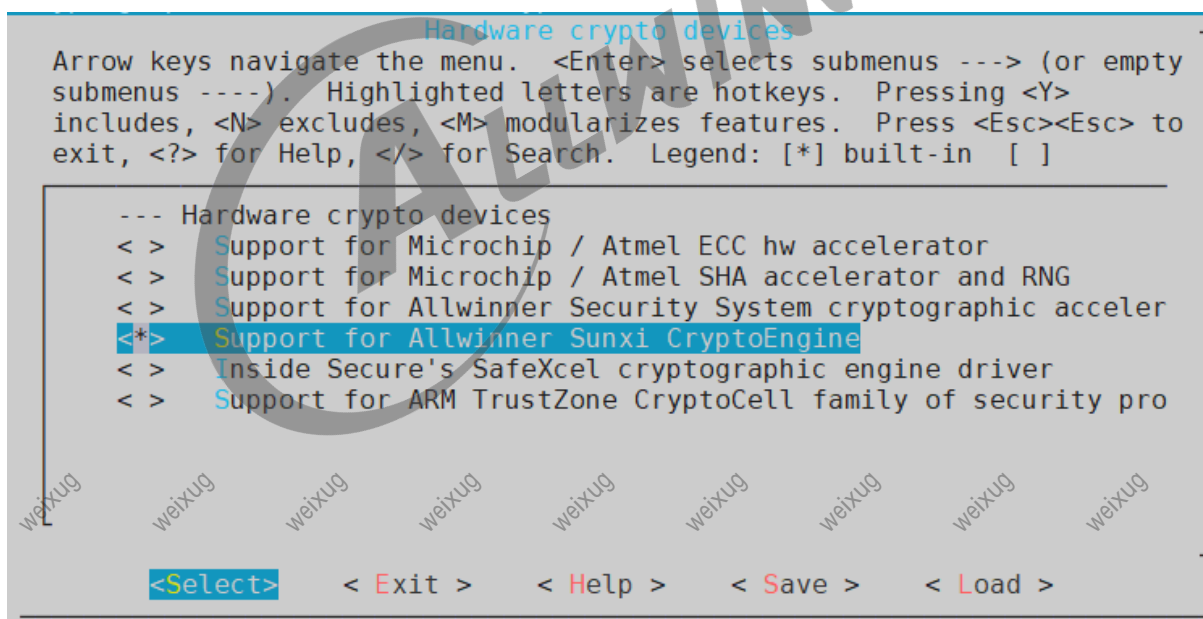 Hardware crypto devices
Arrow keys navigate the menu.  <Enter> selects submenus ---> (or empty
submenus ----).  Highlighted letters are hotkeys.  Pressing <Y>
includes, <N> excludes, <M> modularizes features.  Press <Esc><Esc> to
exit, <?> for Help, </> for Search.  Legend: [*] built-in  [ ]
--- Hardware crypto devices
< >   Support for Microchip / Atmel ECC hw accelerator
< >   Support for Microchip / Atmel SHA accelerator and RNG
< >   Support for Allwinner Security System cryptographic acceler
<*>   Support for Allwinner Sunxi CryptoEngine
< >   Inside Secure's SafeXcel cryptographic engine driver
< >   Support for ARM TrustZone CryptoCell family of security pro
weixug weixug weixug weixug weixug weixug weixug weixug weixug
<Select>    < Exit >    < Help >    < Save >    < Load >
ALLWIN